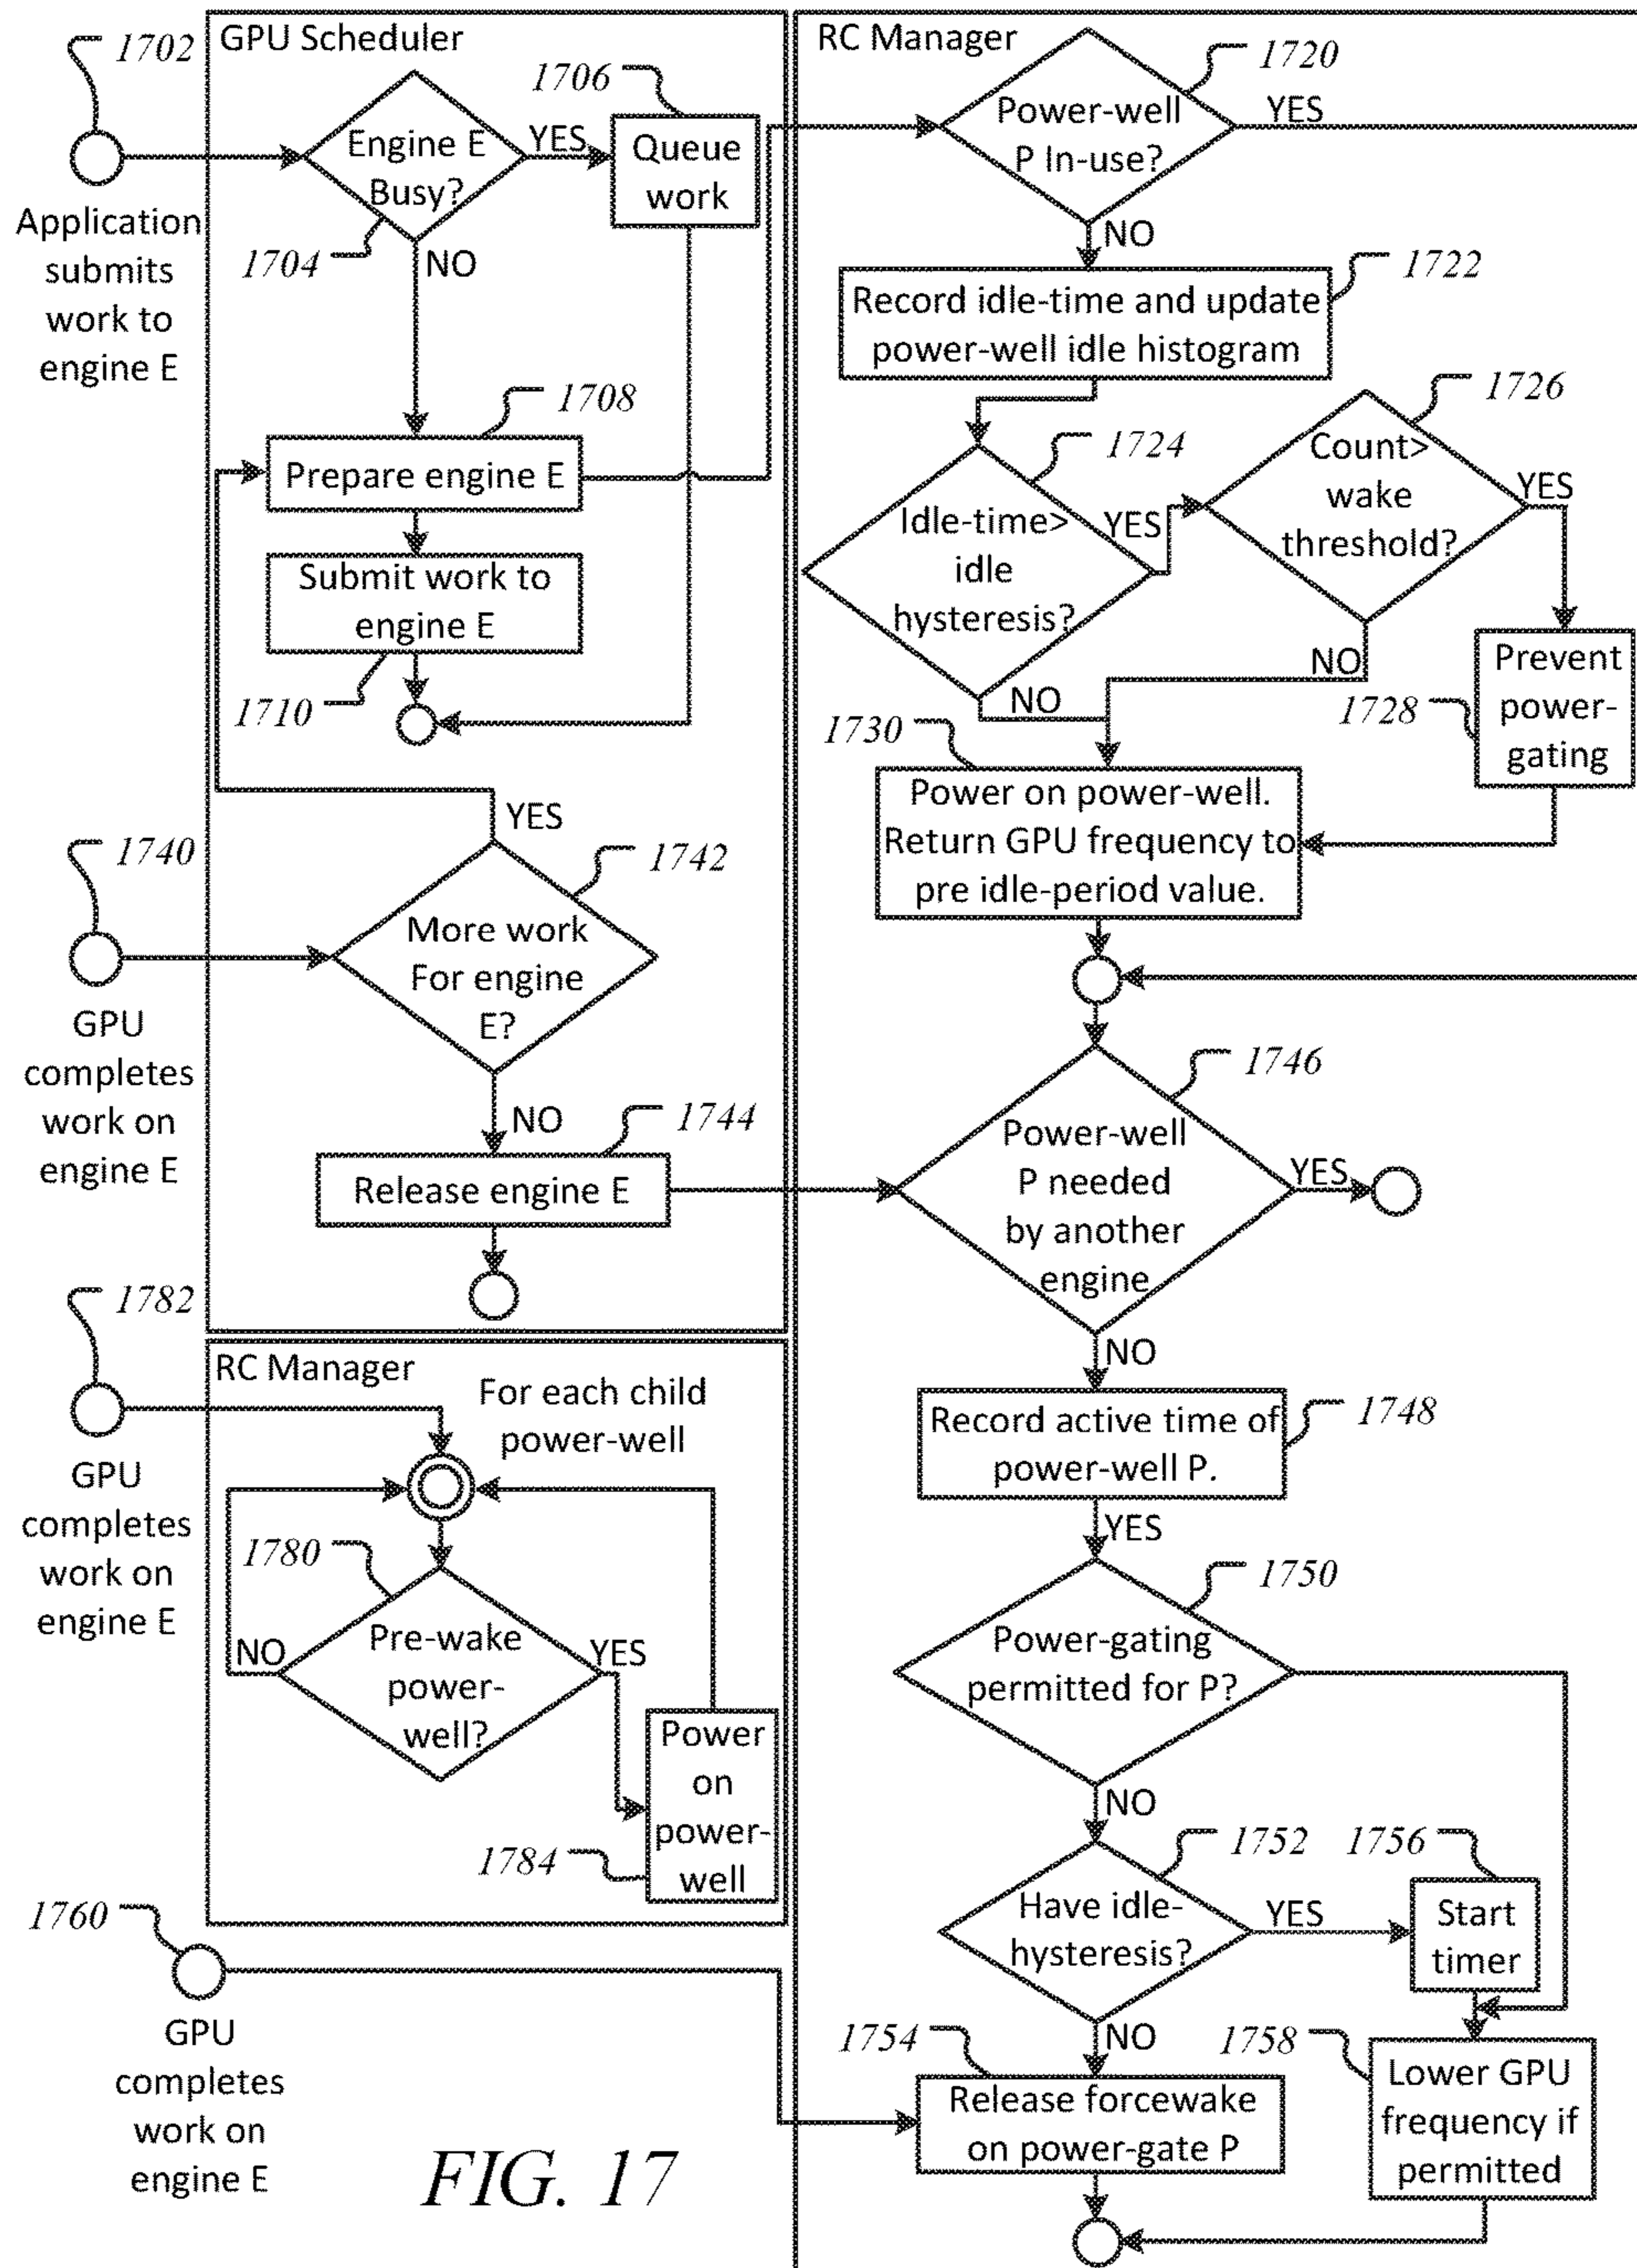 1702
Application
submits
work to
engine E
GPU Scheduler
Engine E
Busy?
1704
YES
NO
1706
Queue
work
1708
Prepare engine E
Submit work to
engine E
1710
1740
GPU
completes
work on
engine E
YES
1742
More work
For engine
E?
NO
1744
Release engine E
1782
GPU
completes
work on
engine E
RC Manager
For each child
power-well
1780
Pre-wake
power-
well?
NO
YES
Power
on
power-
well
1784
1760
GPU
completes
work on
engine E
RC Manager
1720
Power-well
P In-use?
YES
NO
1722
Record idle-time and update
power-well idle histogram
1724
Idle-time>
idle
hysteresis?
YES
NO
1726
Count>
wake
threshold?
YES
NO
Prevent
power-
gating
1728
1730
Power on power-well.
Return GPU frequency to
pre idle-period value.
1746
Power-well
P needed
by another
engine
YES
NO
Record active time of
power-well P.
1748
YES
1750
Power-gating
permitted for P?
NO
1752
Have idle-
hysteresis?
YES
NO
1756
Start
timer
1754
Release forcewake
on power-gate P
1758
Lower GPU
frequency if
permitted
FIG. 17